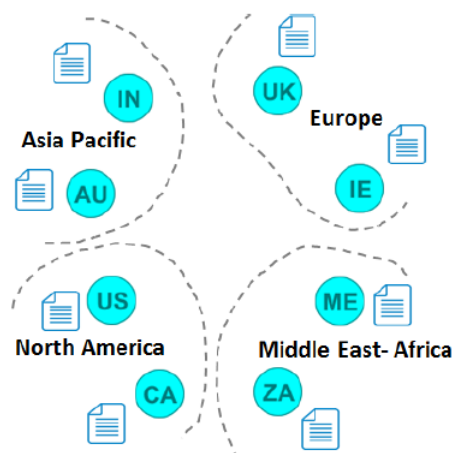 IN
Asia Pacific
AU
UK
Europe
IE
US
North America
CA
ME
Middle East- Africa
ZA